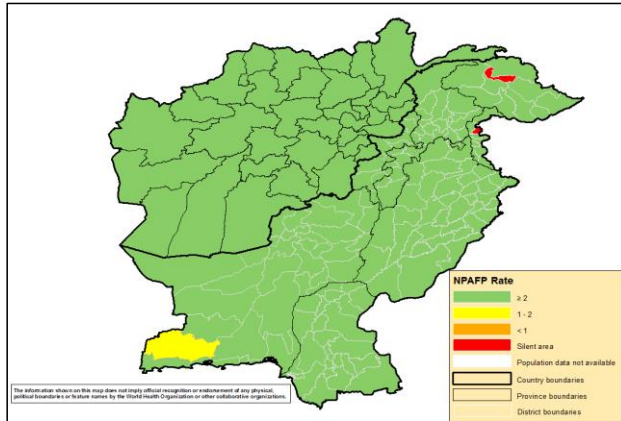 NPAFP Rate
≥ 2
1 - 2
< 1
Silent area
Population data not available
Country boundaries
Province boundaries
District boundaries
The information shown on this map does not imply official recognition or endorsement of any physical,
political boundaries or feature names by the World Health Organization or other collaborative organizations.